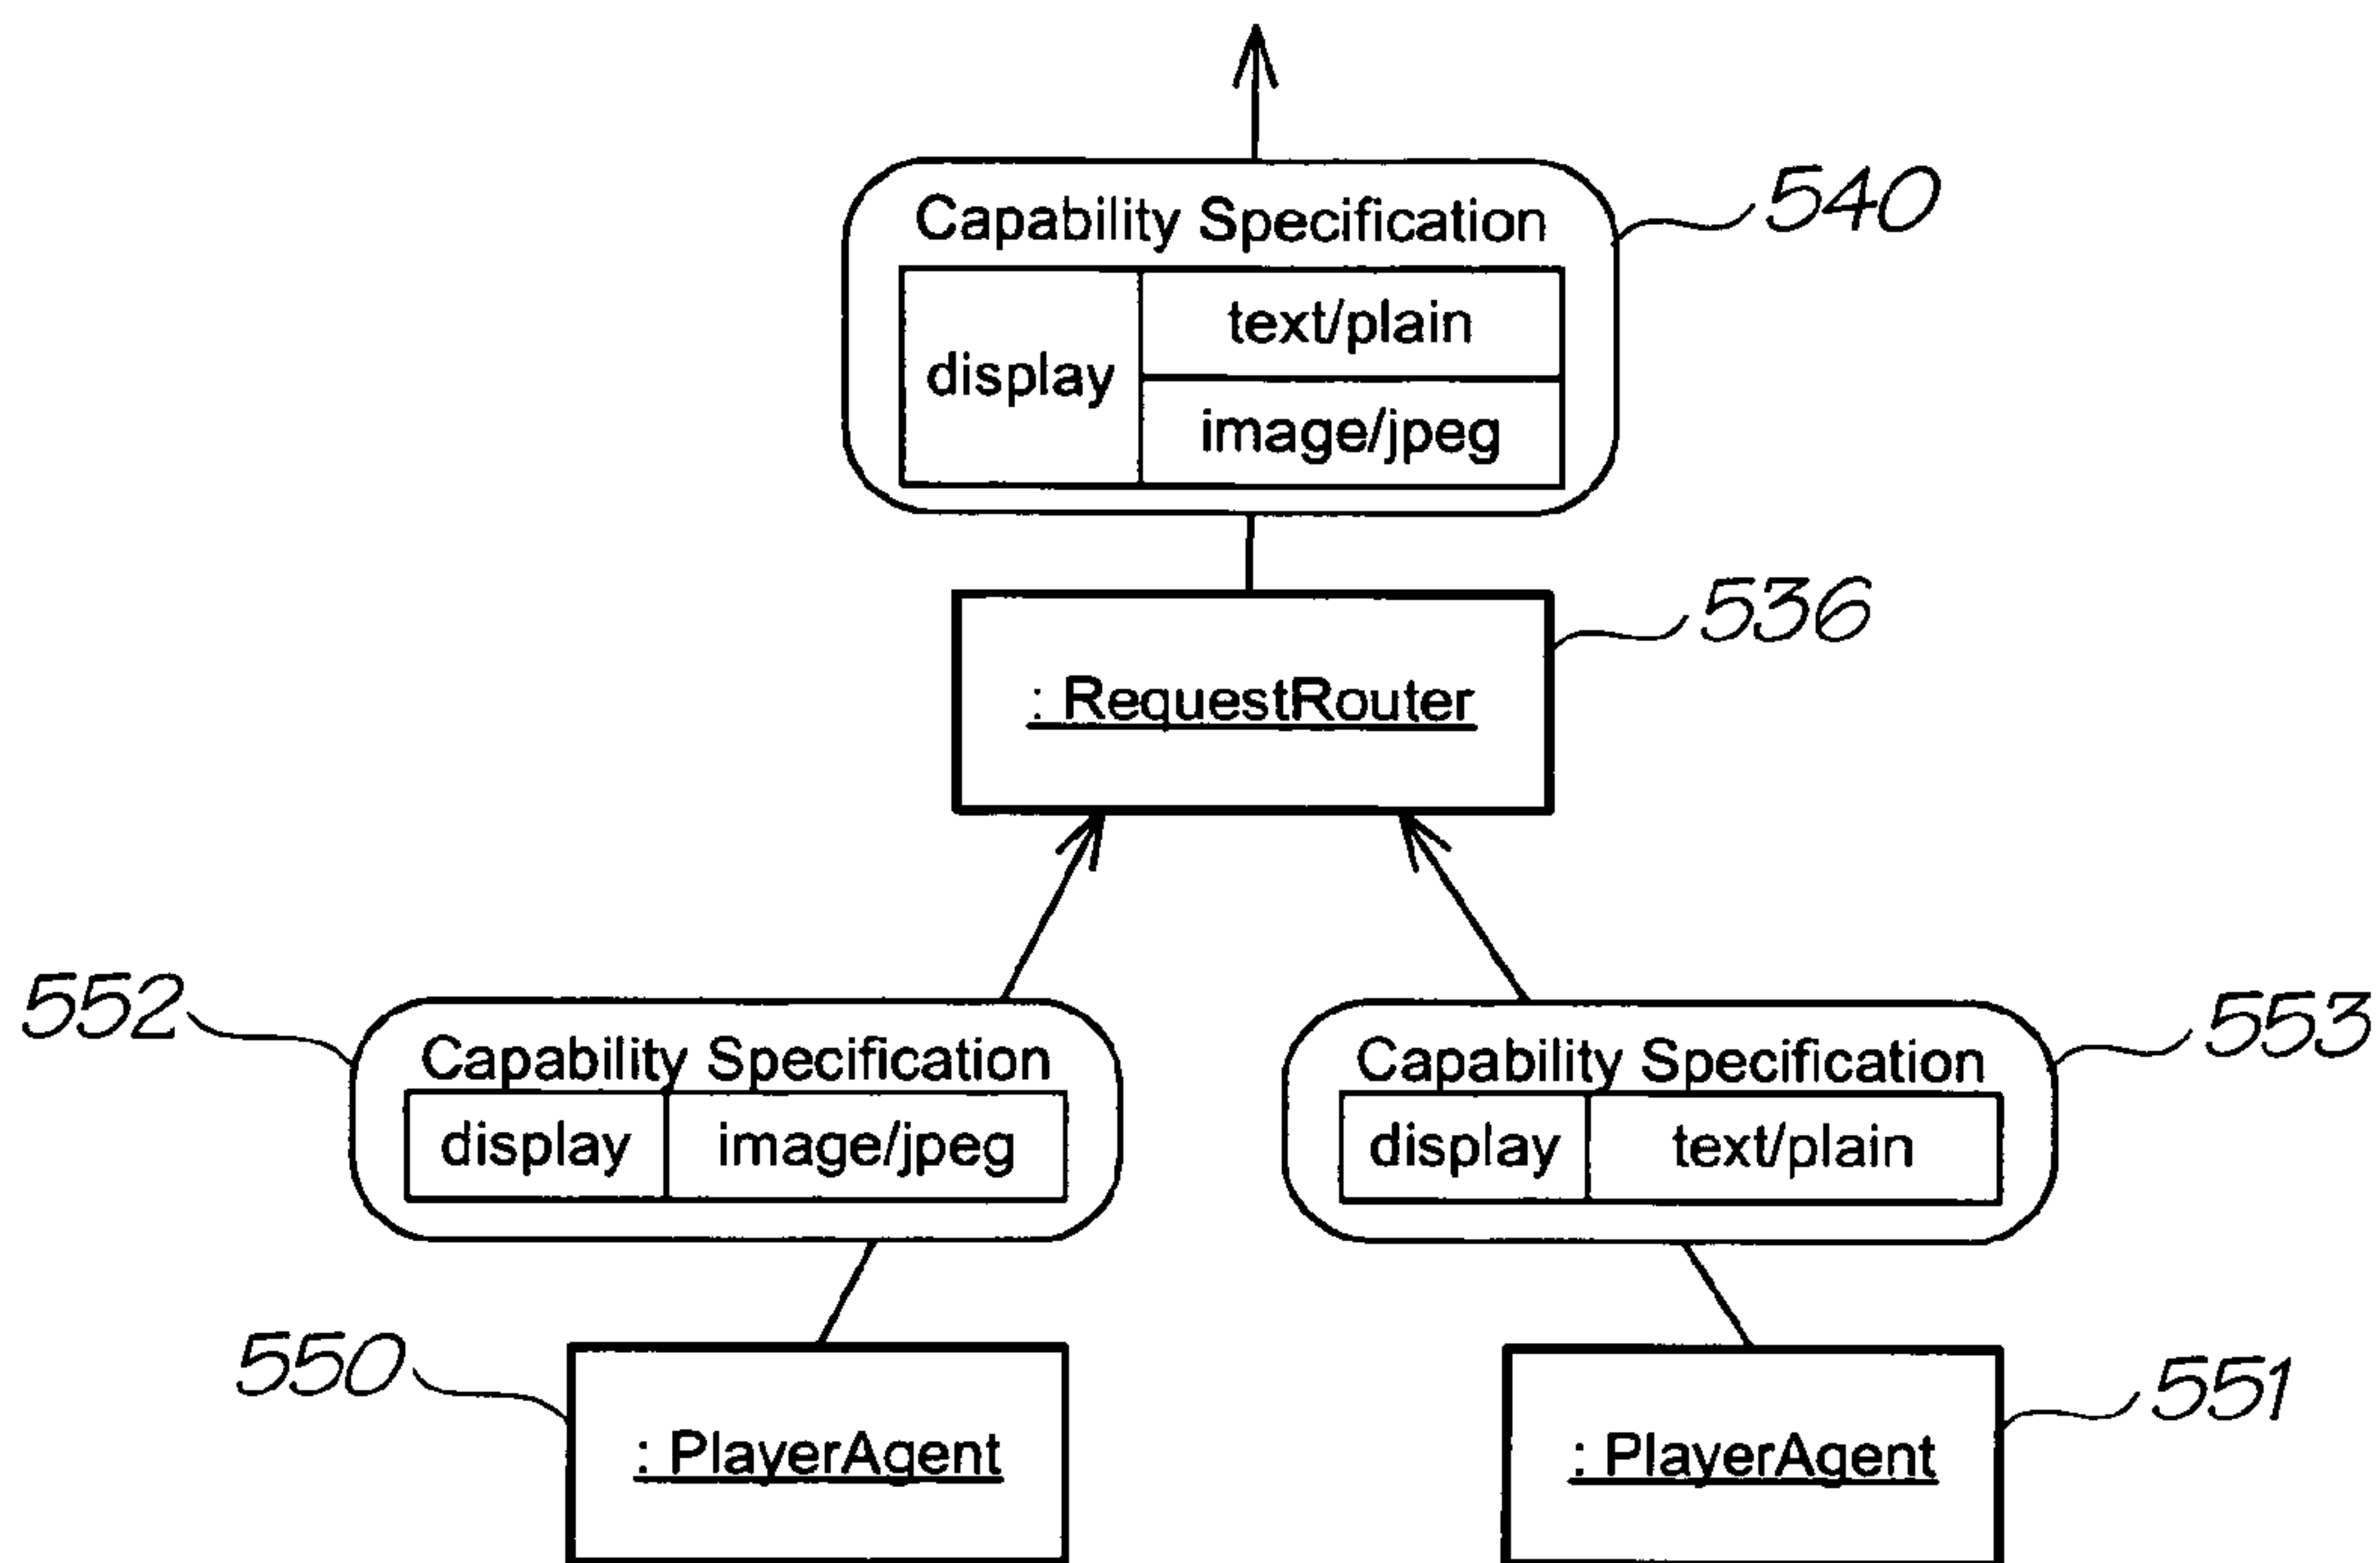 Capability Specification
540
display
text/plain
image/jpeg
536
: RequestRouter
552
Capability Specification
display image/jpeg
Capability Specification
553
display text/plain
550
: PlayerAgent
: PlayerAgent
551